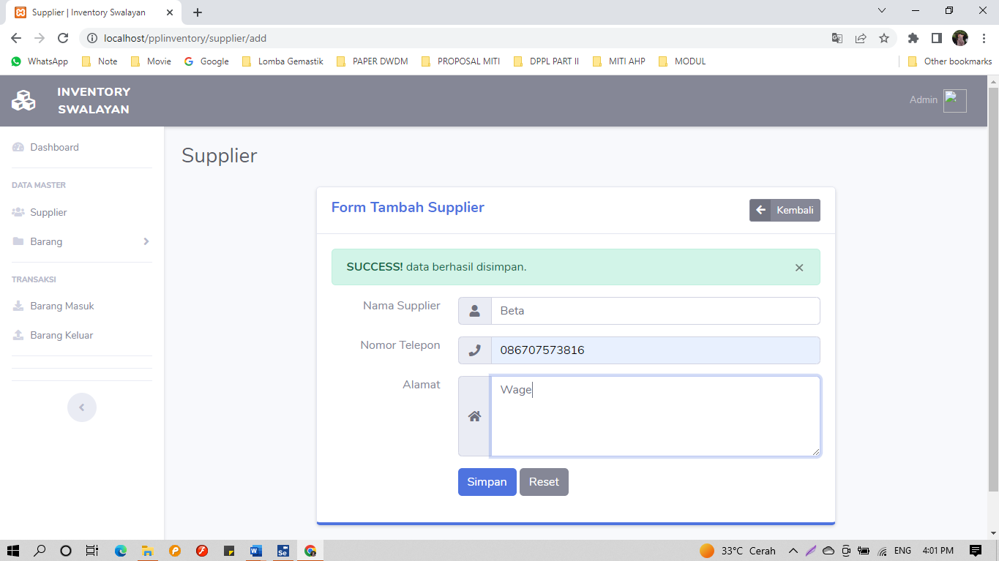 Supplier | Inventory Swalayan
localhost/pplinventory/supplier/add
WhatsApp
Note
Movie
Google
Lomba Gemastik
PAPER DWDM
PROPOSAL MITI
DPPL PART II
MITI AHP
MODUL
Other bookmarks
INVENTORY
SWALAYAN
Admin
Dashboard
DATA MASTER
Supplier
Barang
TRANSAKSI
Barang Masuk
Barang Keluar
Supplier
Form Tambah Supplier
Kembali
SUCCESS! data berhasil disimpan.
Nama Supplier
Beta
Nomor Telepon
086707573816
Alamat
Wage
Simpan
Reset
33°C Cerah
ENG
4:01 PM